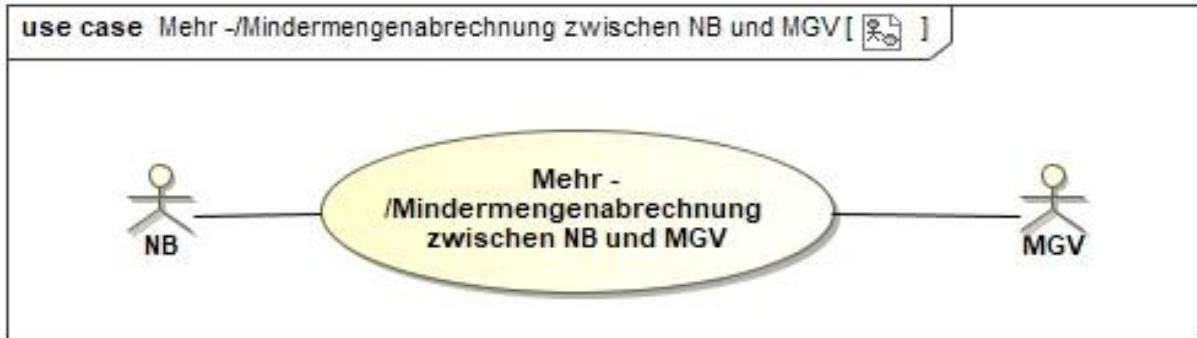 use case Mehr -/Mindermengenabrechnung zwischen NB und MGV [ ]
Mehr -
/Mindermengenabrechnung
zwischen NB und MGV
NB
MGV